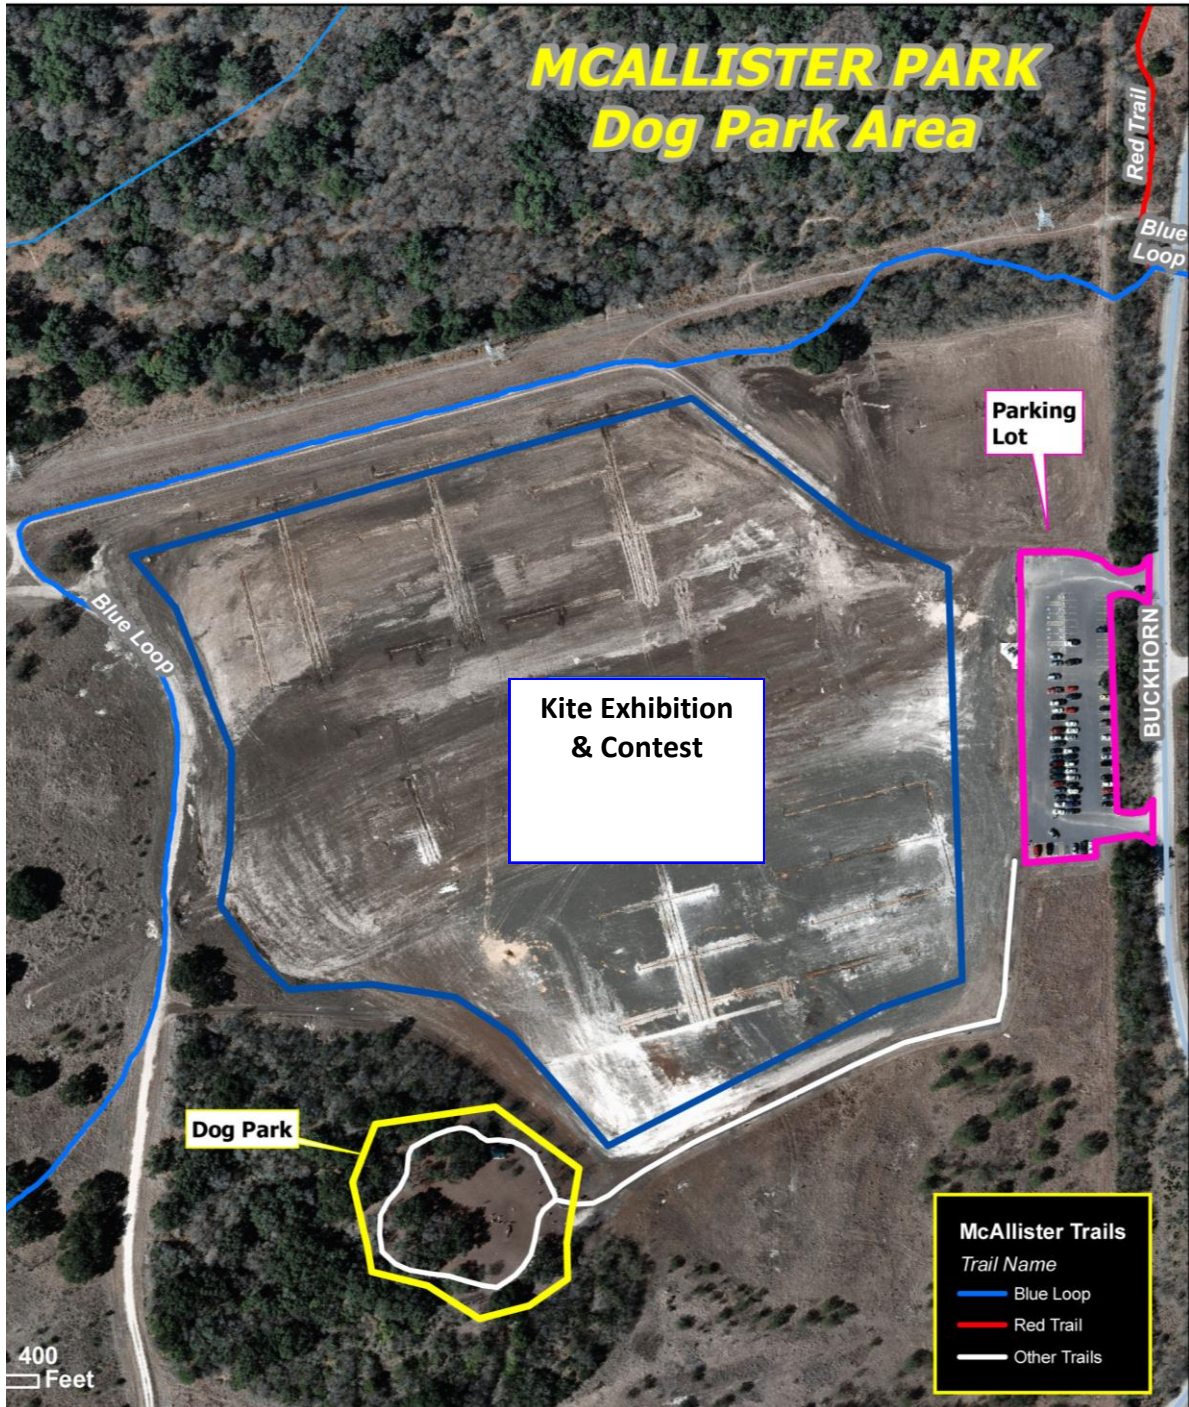 MCALLISTER PARK
Dog Park Area
Red Trail
Blue
Loop
Parking
Lot
BUCKHORN
Blue Loop
Kite Exhibition
& Contest
Dog Park
McAllister Trails
Trail Name
Blue Loop
Red Trail
Other Trails
400
Feet